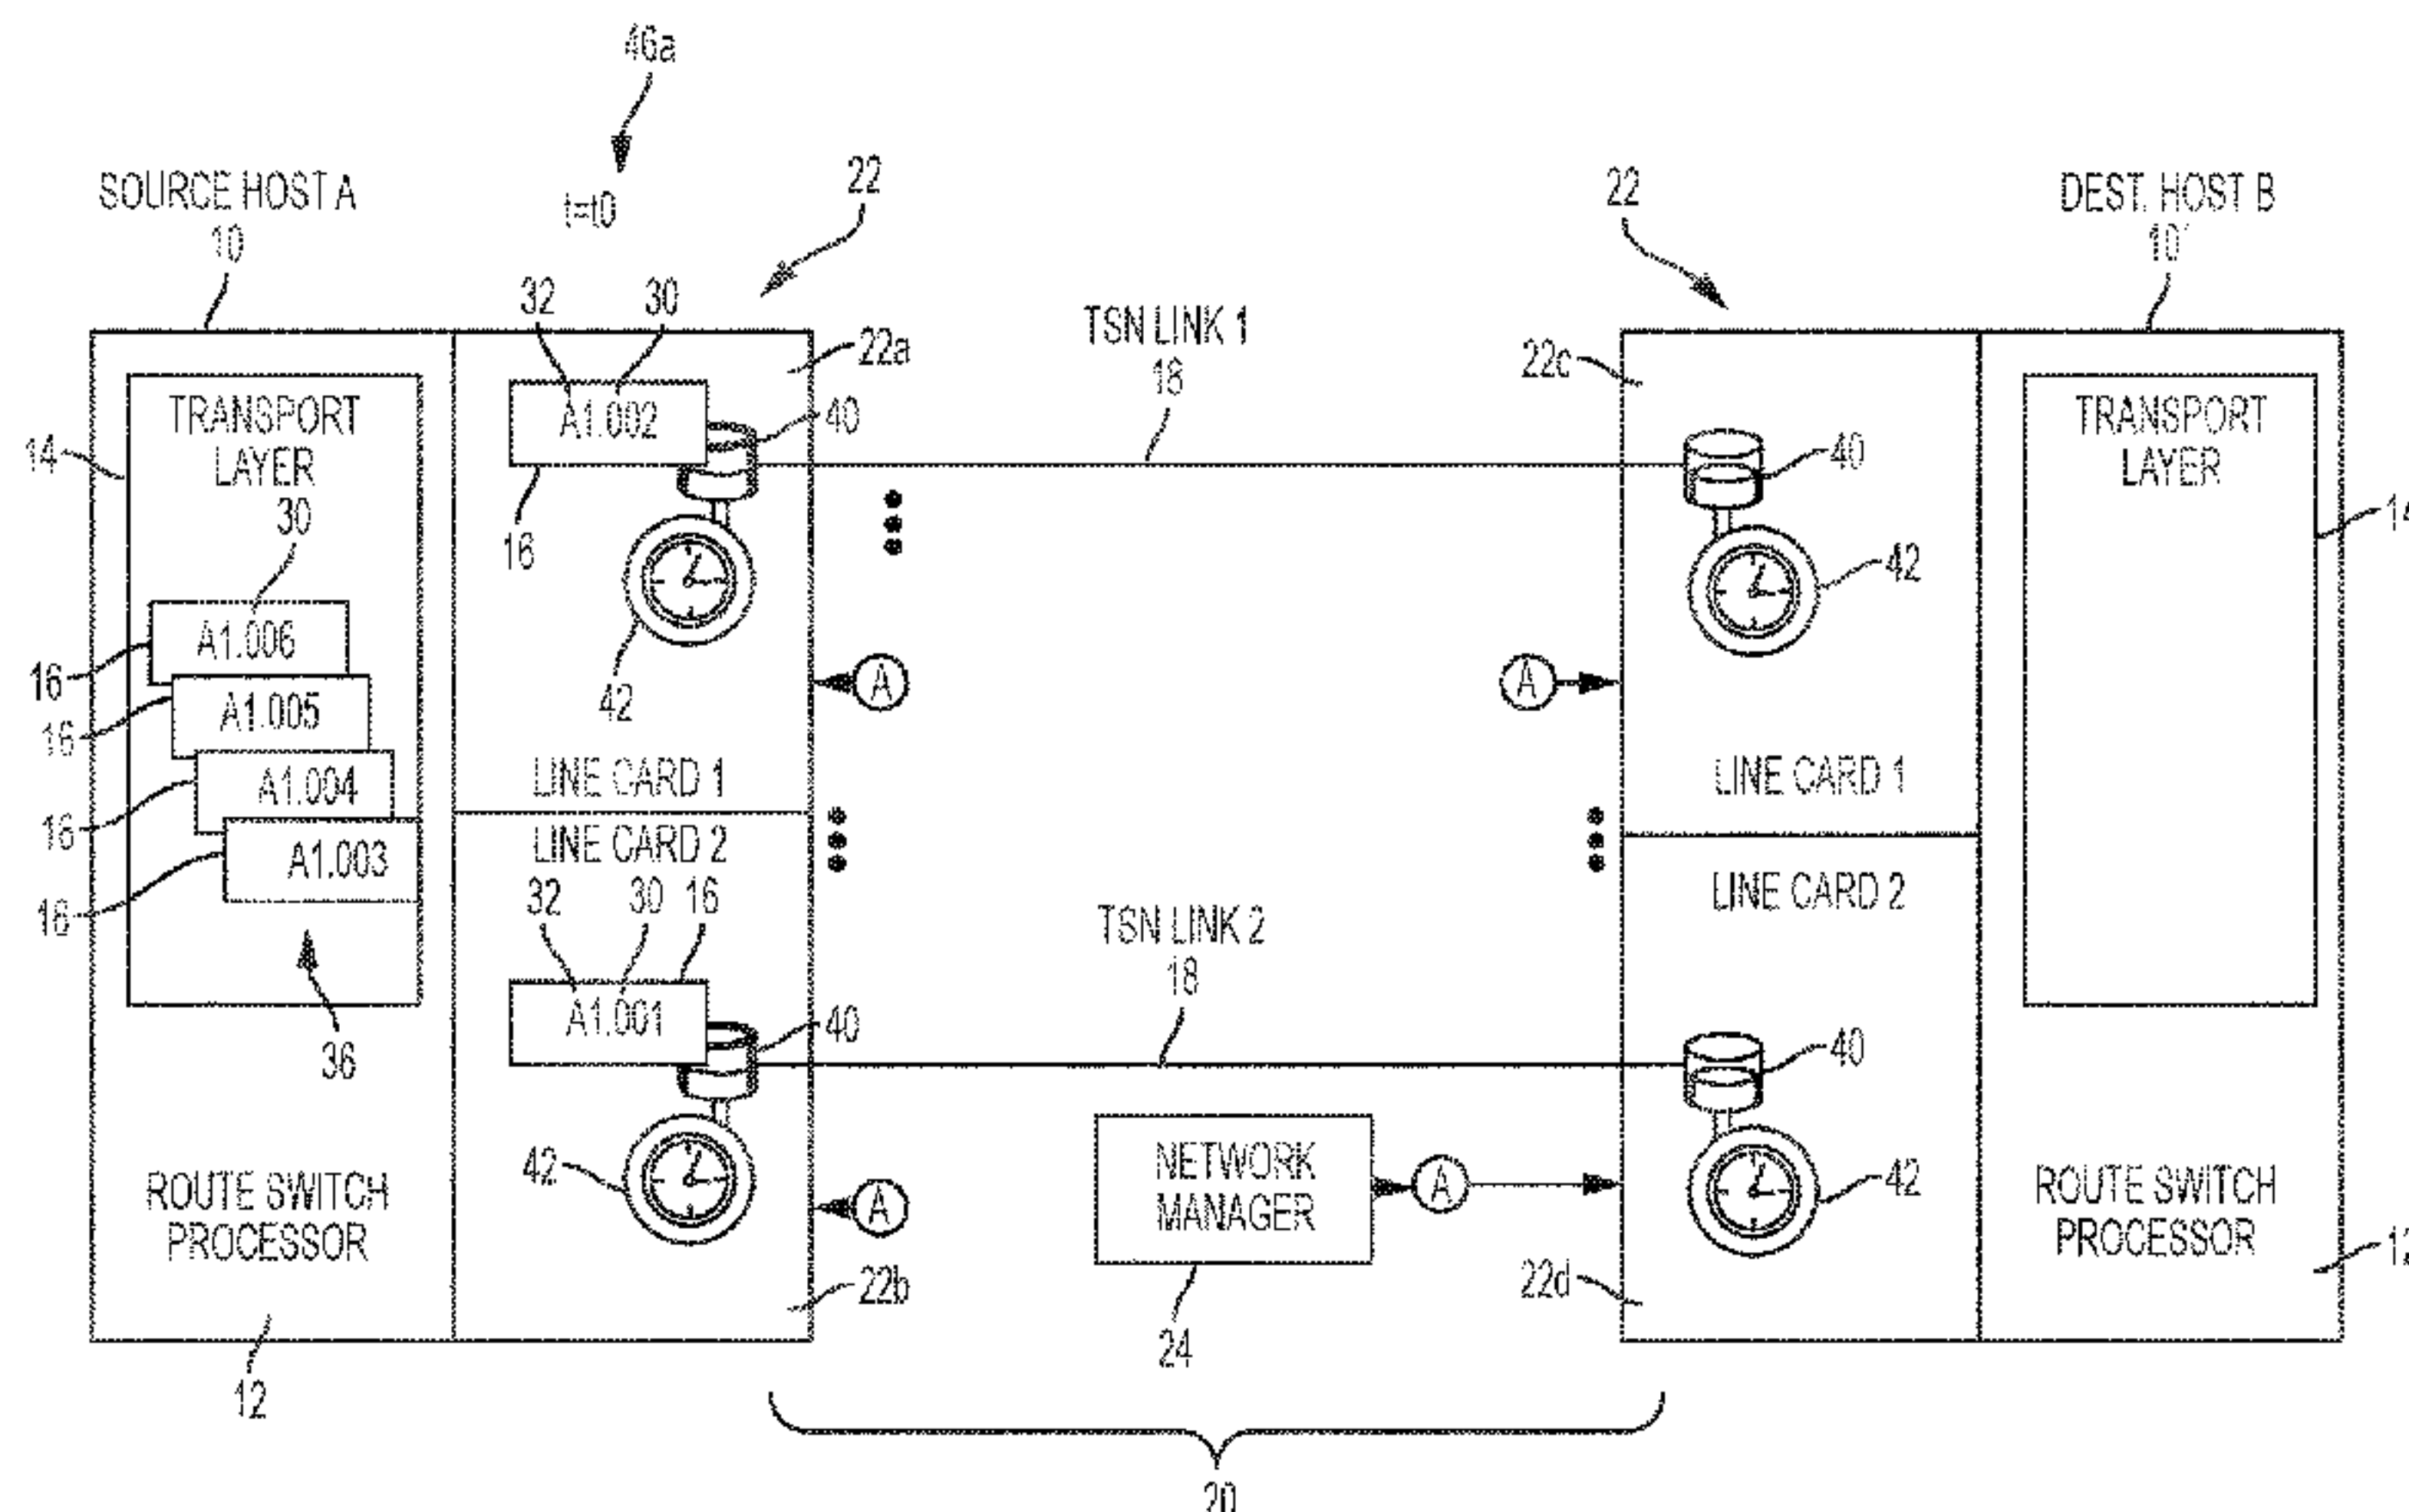 46a
t=t0
SOURCE HOST A
10
22
22
DEST. HOST B
10'
32
30
TSN LINK 1
18
22a
22c
TRANSPORT
LAYER
30
14
A1.002
40
16
42
A1.006
16
A1.005
16
A1.004
16
A1.003
16
36
A
A
40
42
TRANSPORT
LAYER
LINE CARD 1
LINE CARD 1
LINE CARD 2
LINE CARD 2
32
30
16
TSN LINK 2
18
A1.001
40
40
42
42
A
NETWORK
MANAGER
A
24
ROUTE SWITCH
PROCESSOR
12
22b
22d
ROUTE SWITCH
PROCESSOR
20